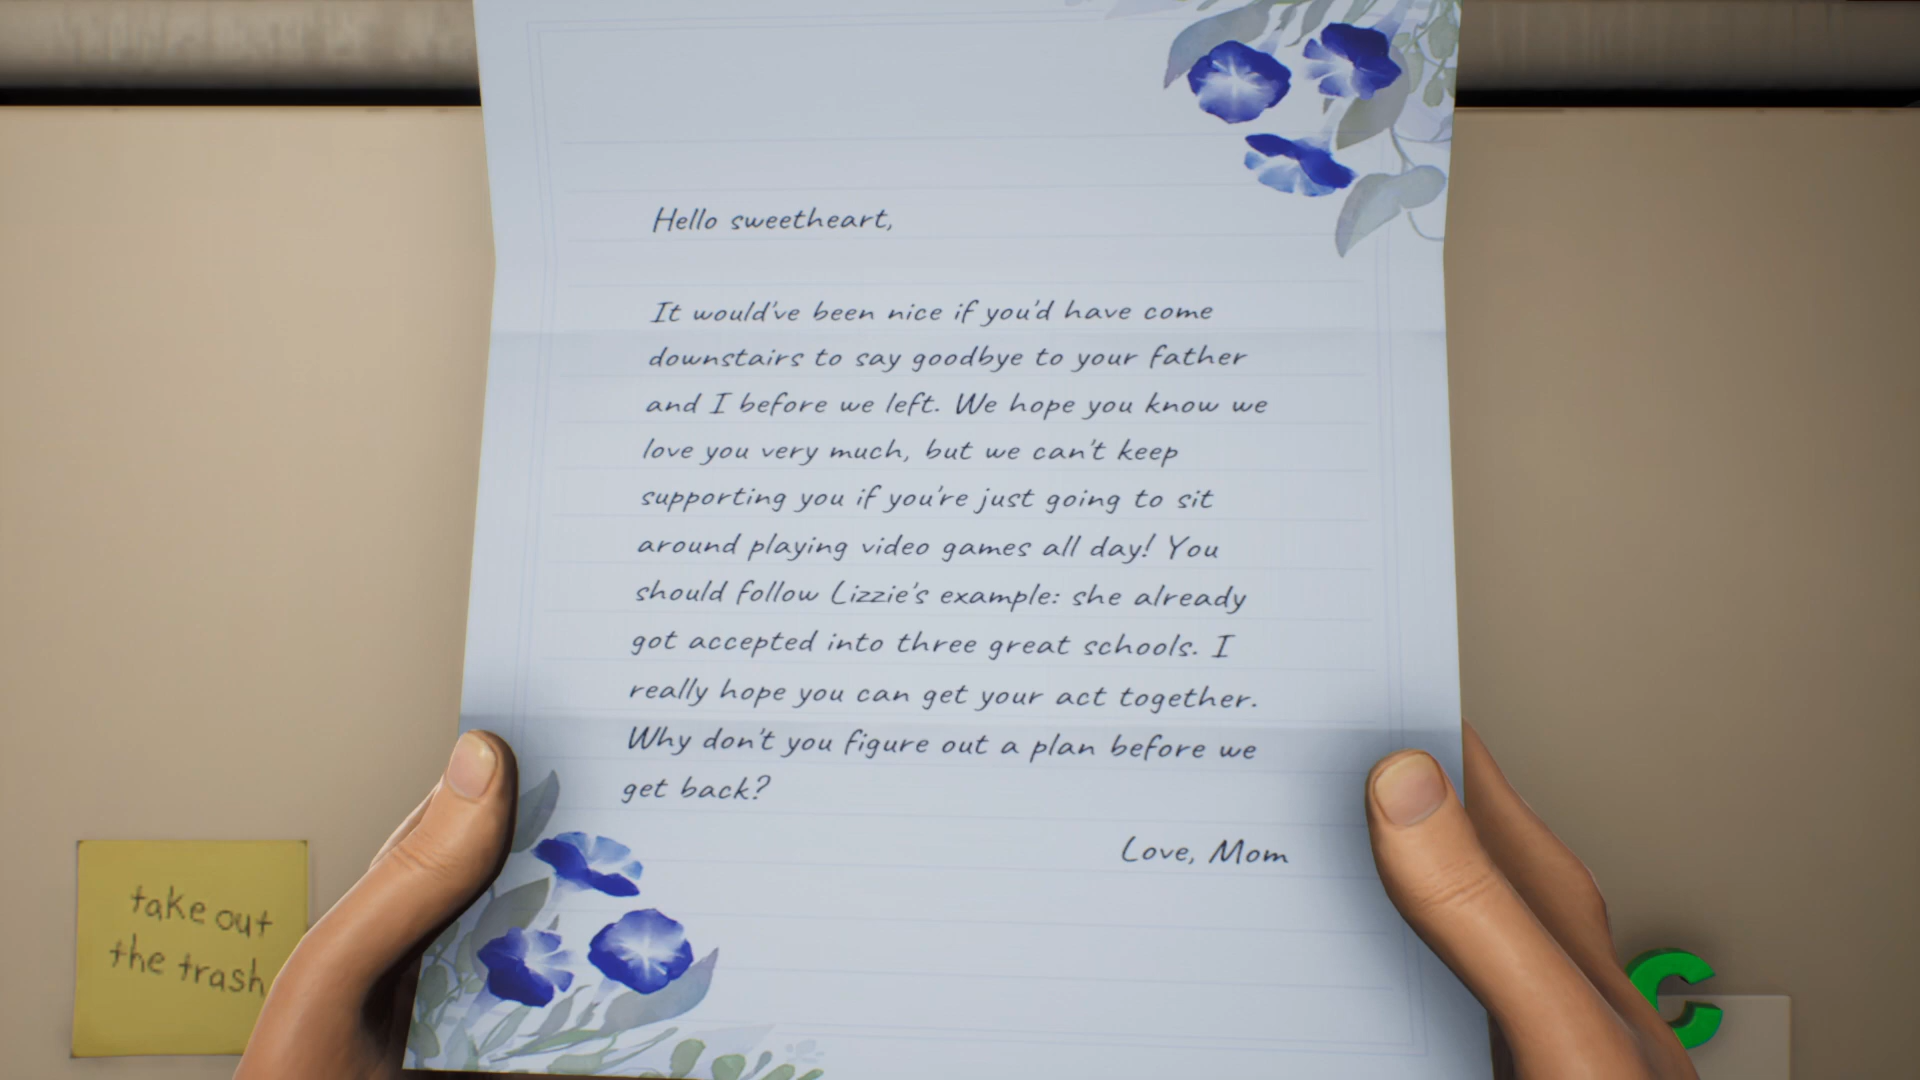 Hello sweetheart,
It would've been nice if you'd have come
downstairs to say goodbye to your father
and I before we left. We hope you know we
love you very much, but we can't keep
supporting you if you're just going to sit
around playing video games all day! You
should follow Lizzie's example: she already
got accepted into three great schools. I
really hope you can get your act together.
Why don't you figure out a plan before we
get back?
Love, Mom
take out
the trash
C